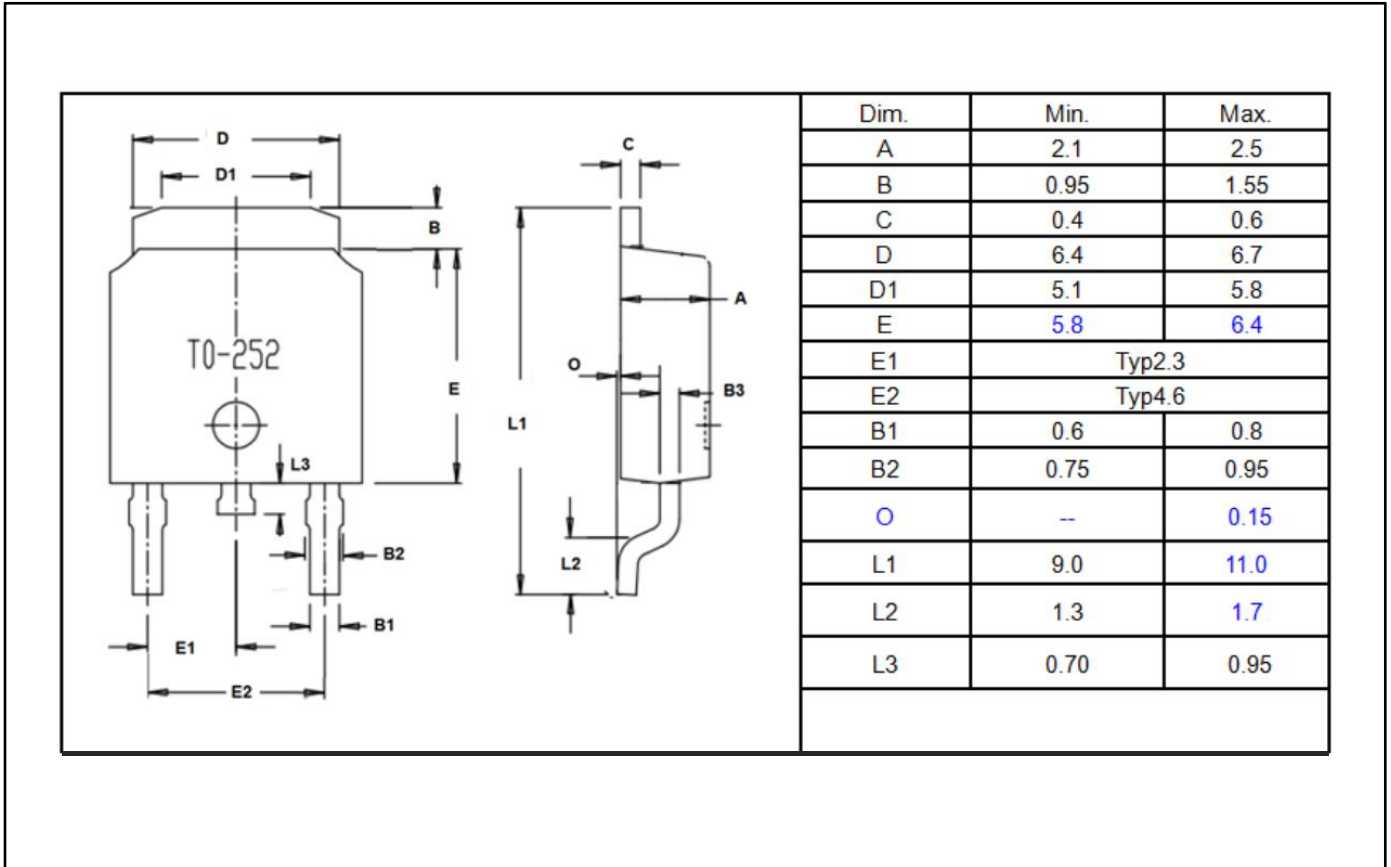 D
D1
B
TO-252
E
L3
B2
B1
E1
E2
C
A
O
B3
L1
L2
Dim. Min. Max.
A 2.1 2.5
B 0.95 1.55
C 0.4 0.6
D 6.4 6.7
D1 5.1 5.8
E 5.8 6.4
E1 Typ2.3
E2 Typ4.6
B1 0.6 0.8
B2 0.75 0.95
O -- 0.15
L1 9.0 11.0
L2 1.3 1.7
L3 0.70 0.95